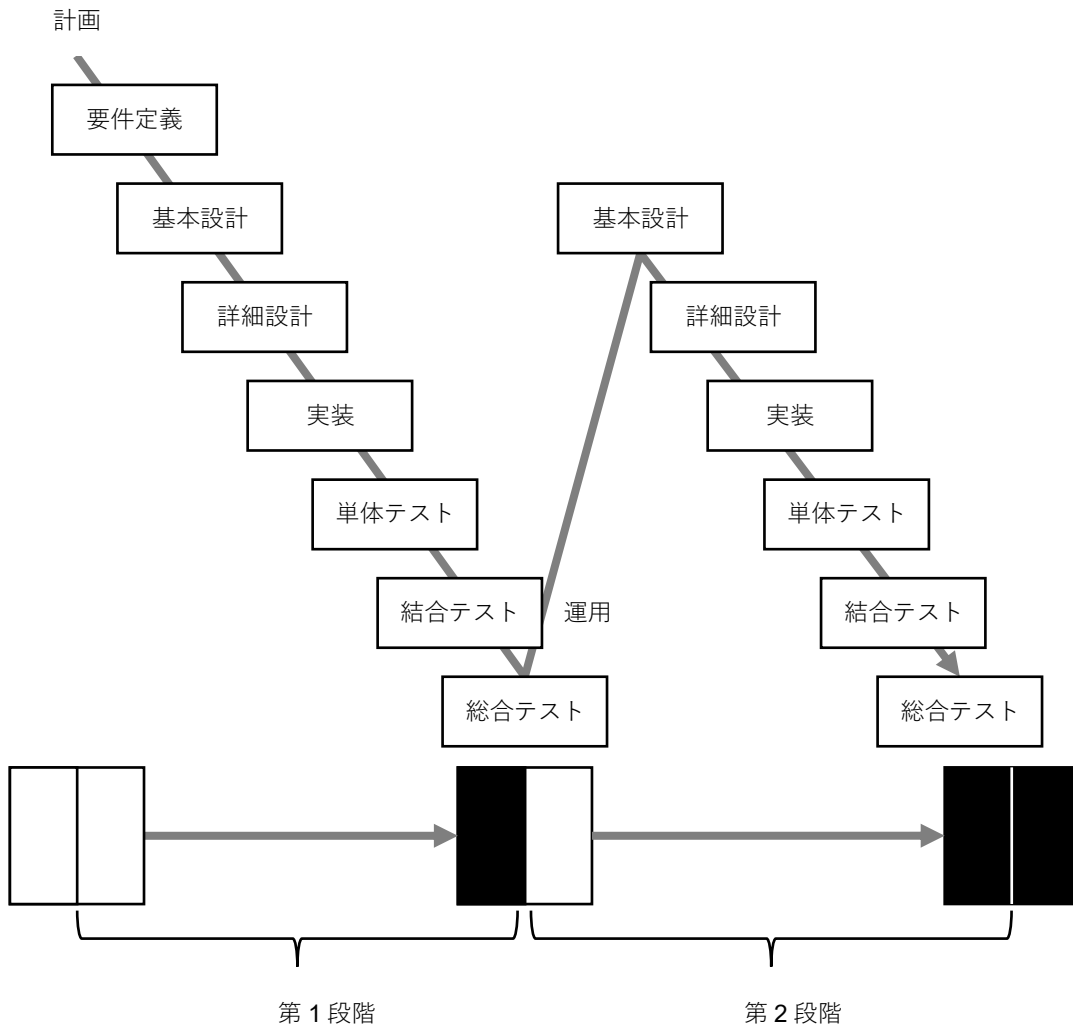 計画
要件定義
基本設計
基本設計
詳細設計
詳細設計
実装
実装
単体テスト
単体テスト
結合テスト
運用
結合テスト
総合テスト
総合テスト
第 1 段階
第 2 段階